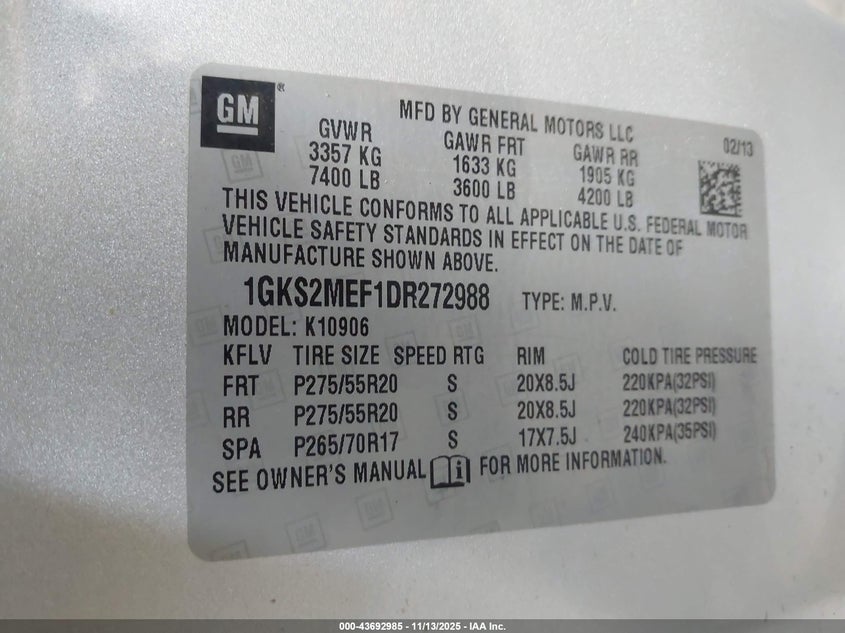 GM®
MFD BY GENERAL MOTORS LLC
02/13
GVWR GAWR FRT GAWR RR
3357 KG 1633 KG 1905 KG
7400 LB 3600 LB 4200 LB
THIS VEHICLE CONFORMS TO ALL APPLICABLE U.S. FEDERAL MOTOR
VEHICLE SAFETY STANDARDS IN EFFECT ON THE DATE OF
MANUFACTURE SHOWN ABOVE.
1GKS2MEF1DR272988 TYPE: M.P.V.
MODEL: K10906
KFLV TIRE SIZE SPEED RTG RIM COLD TIRE PRESSURE
FRT P275/55R20 S 20X8.5J 220KPA(32PSI)
RR P275/55R20 S 20X8.5J 220KPA(32PSI)
SPA P265/70R17 S 17X7.5J 240KPA(35PSI)
SEE OWNER'S MANUAL FOR MORE INFORMATION.
000-43692985 - 11/13/2025 - IAA Inc.